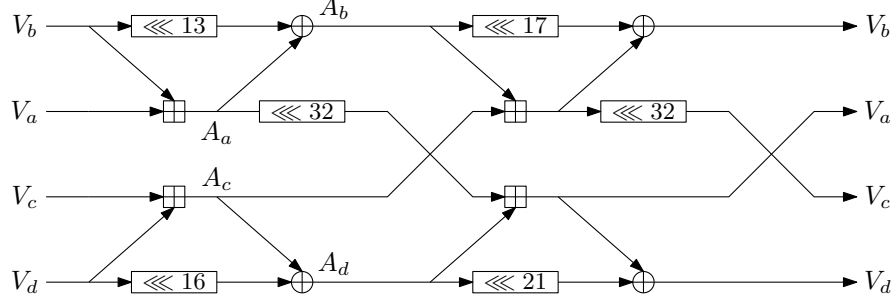 V_b ⋘ 13 A_b ⋘ 17 V_b
V_a A_a ⋘ 32 ⋘ 32 V_a
V_c A_c V_c
V_d ⋘ 16 A_d ⋘ 21 V_d